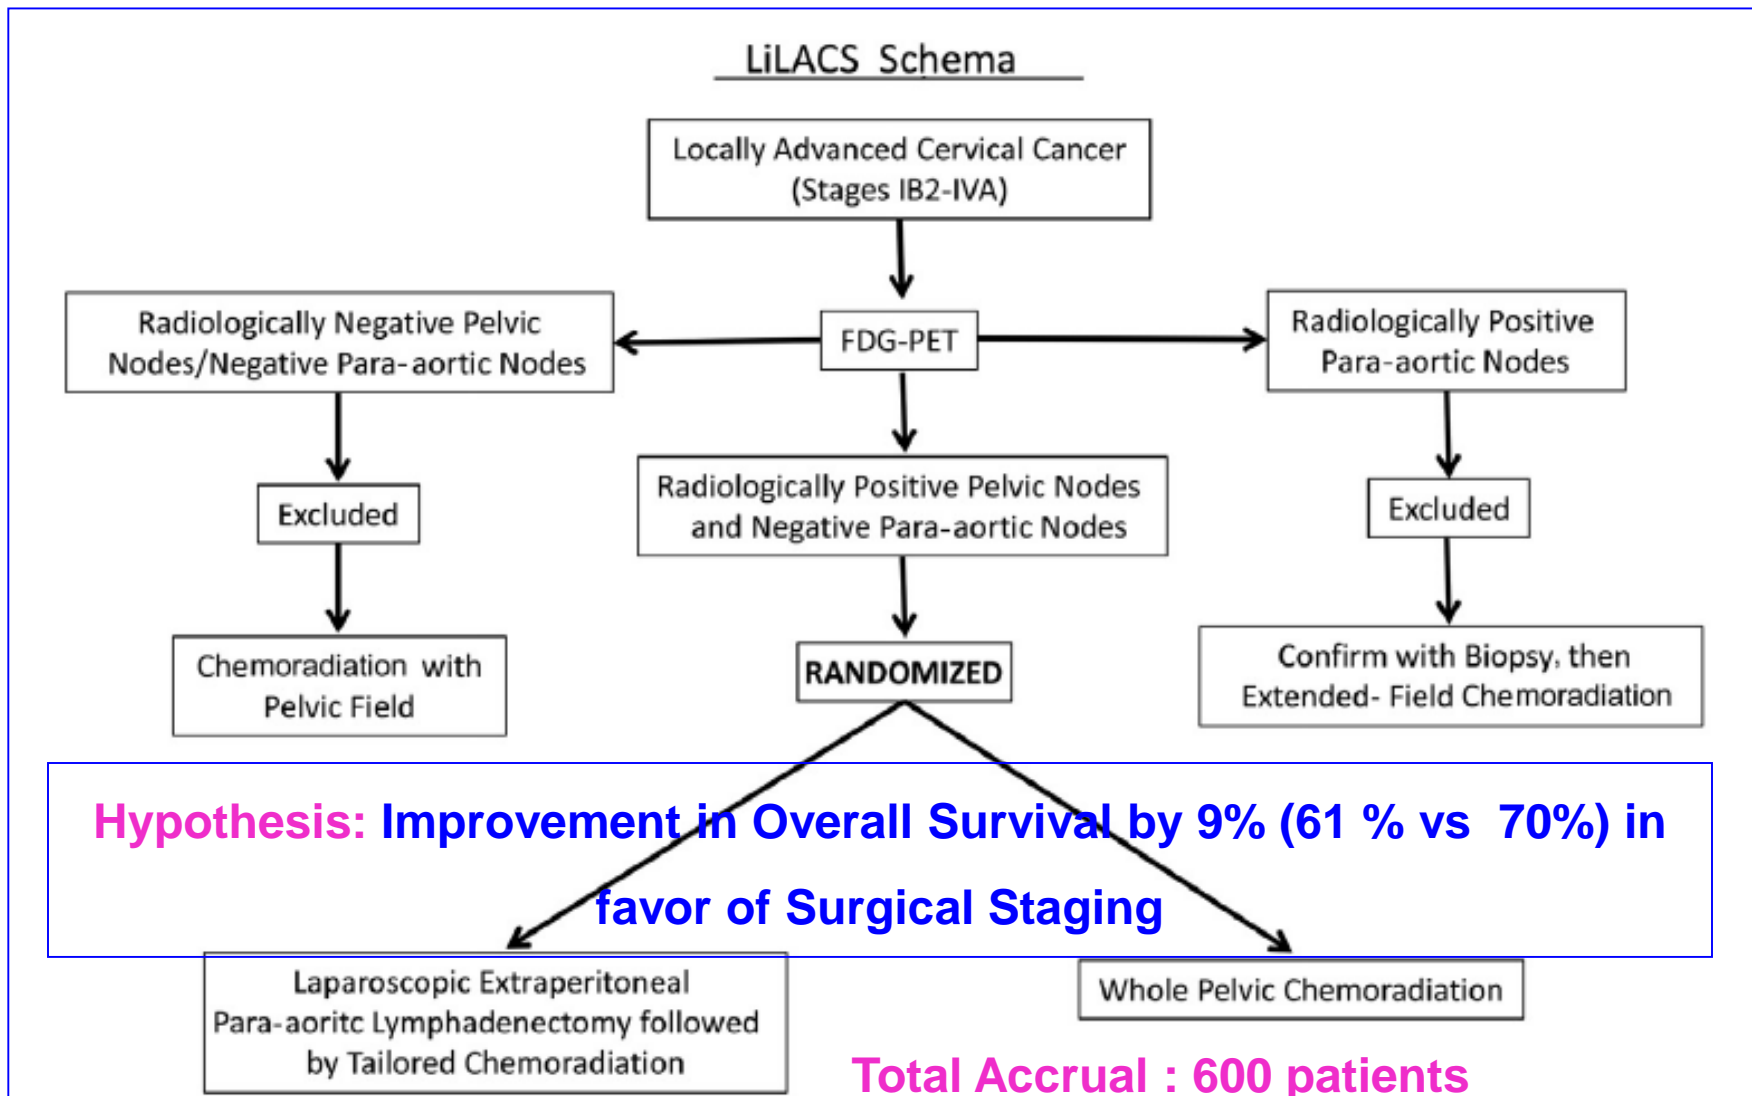 LiLACS Schema
Locally Advanced Cervical Cancer
(Stages IB2-IVA)
Radiologically Negative Pelvic
Nodes/Negative Para-aortic Nodes
FDG-PET
Radiologically Positive
Para-aortic Nodes
Excluded
Radiologically Positive Pelvic Nodes
and Negative Para-aortic Nodes
Excluded
Chemoradiation with
Pelvic Field
RANDOMIZED
Confirm with Biopsy, then
Extended- Field Chemoradiation
Hypothesis: Improvement in Overall Survival by 9% (61 % vs 70%) in
favor of Surgical Staging
Laparoscopic Extraperitoneal
Para-aoritc Lymphadenectomy followed
by Tailored Chemoradiation
Whole Pelvic Chemoradiation
Total Accrual : 600 patients